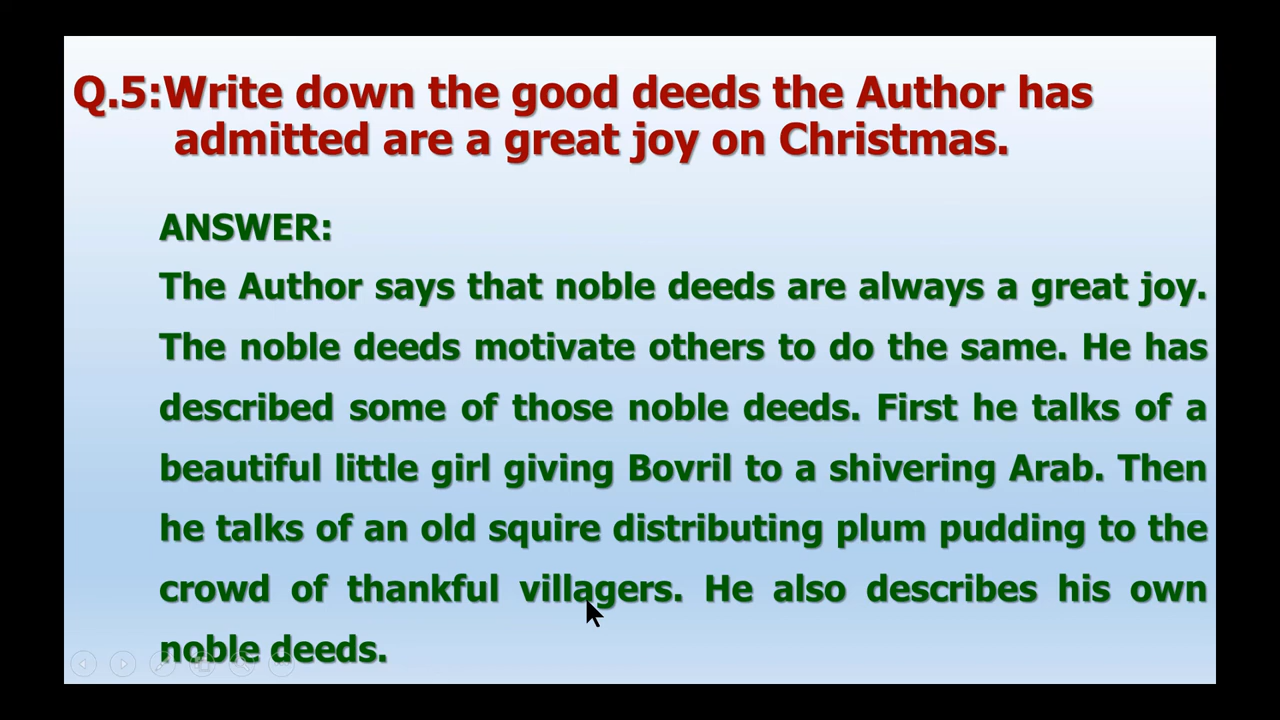 Q.5:Write down the good deeds the Author has
admitted are a great joy on Christmas.
ANSWER:
The Author says that noble deeds are always a great joy.
The noble deeds motivate others to do the same. He has
described some of those noble deeds. First he talks of a
beautiful little girl giving Bovril to a shivering Arab. Then
he talks of an old squire distributing plum pudding to the
crowd of thankful villagers. He also describes his own
noble deeds.